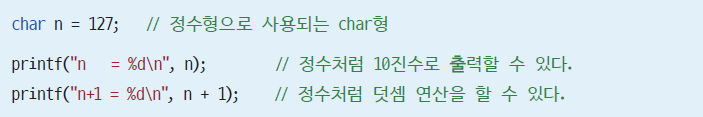 char n = 127;   // 정수형으로 사용되는 char형
printf("n   = %d\n", n);   // 정수처럼 10진수로 출력할 수 있다.
printf("n+1 = %d\n", n + 1);   // 정수처럼 덧셈 연산을 할 수 있다.